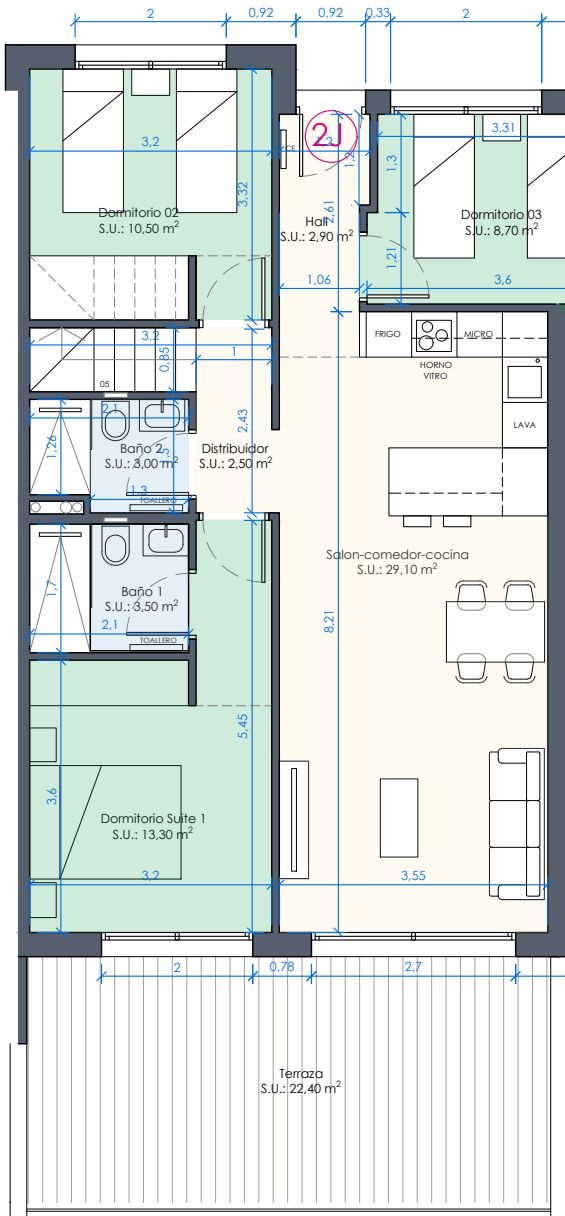 2
0,92
0,92
0,33
2
3,2
3,32
CF
2J
1,2
1,3
3,31
2,61
Dormitorio 02
S.U.: 10,50 m²
Hall
S.U.: 2,90 m²
Dormitorio 03
S.U.: 8,70 m²
1,21
1,06
3,6
3,2
0,85
1
FRIGO
MICRO
HORNO
VITRO
05
LAVA
2,1
1,26
1,5
2,43
Baño 2
S.U.: 3,00 m²
Distribuidor
S.U.: 2,50 m²
1,3
TOALLERO
1,7
Baño 1
S.U.: 3,50 m²
2,1
TOALLERO
Salon-comedor-cocina
S.U.: 29,10 m²
8,21
5,45
3,6
Dormitorio Suite 1
S.U.: 13,30 m²
3,2
3,55
2
0,78
2,7
Terraza
S.U.: 22,40 m²